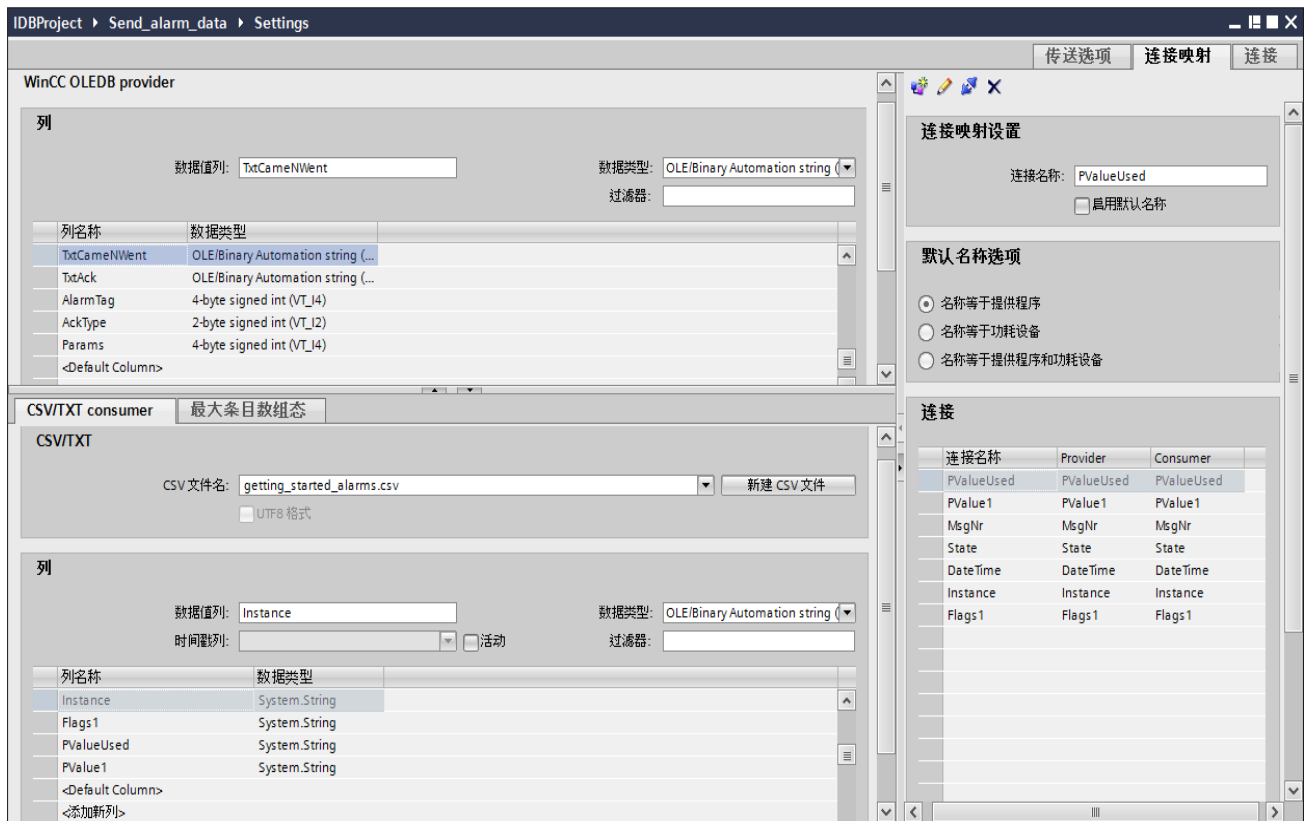 IDBProject ▸ Send_alarm_data ▸ Settings
传送选项 连接映射 连接
WinCC OLEDB provider
列
数据值列: TxtCameNWent 数据类型: OLE/Binary Automation string (
过滤器:
列名称 数据类型
TxtCameNWent OLE/Binary Automation string (...
TxtAck OLE/Binary Automation string (...
AlarmTag 4-byte signed int (VT_I4)
AckType 2-byte signed int (VT_I2)
Params 4-byte signed int (VT_I4)
<Default Column>
CSV/TXT consumer 最大条目数组态
CSV/TXT
CSV 文件名: getting_started_alarms.csv 新建 CSV 文件
UTF8 格式
列
数据值列: Instance 数据类型: OLE/Binary Automation string (
时间戳列: 活动 过滤器:
列名称 数据类型
Instance System.String
Flags1 System.String
PValueUsed System.String
PValue1 System.String
<Default Column>
<添加新列>
连接映射设置
连接名称: PValueUsed
启用默认名称
默认名称选项
名称等于提供程序
名称等于功耗设备
名称等于提供程序和功耗设备
连接
连接名称 Provider Consumer
PValueUsed PValueUsed PValueUsed
PValue1 PValue1 PValue1
MsgNr MsgNr MsgNr
State State State
DateTime DateTime DateTime
Instance Instance Instance
Flags1 Flags1 Flags1